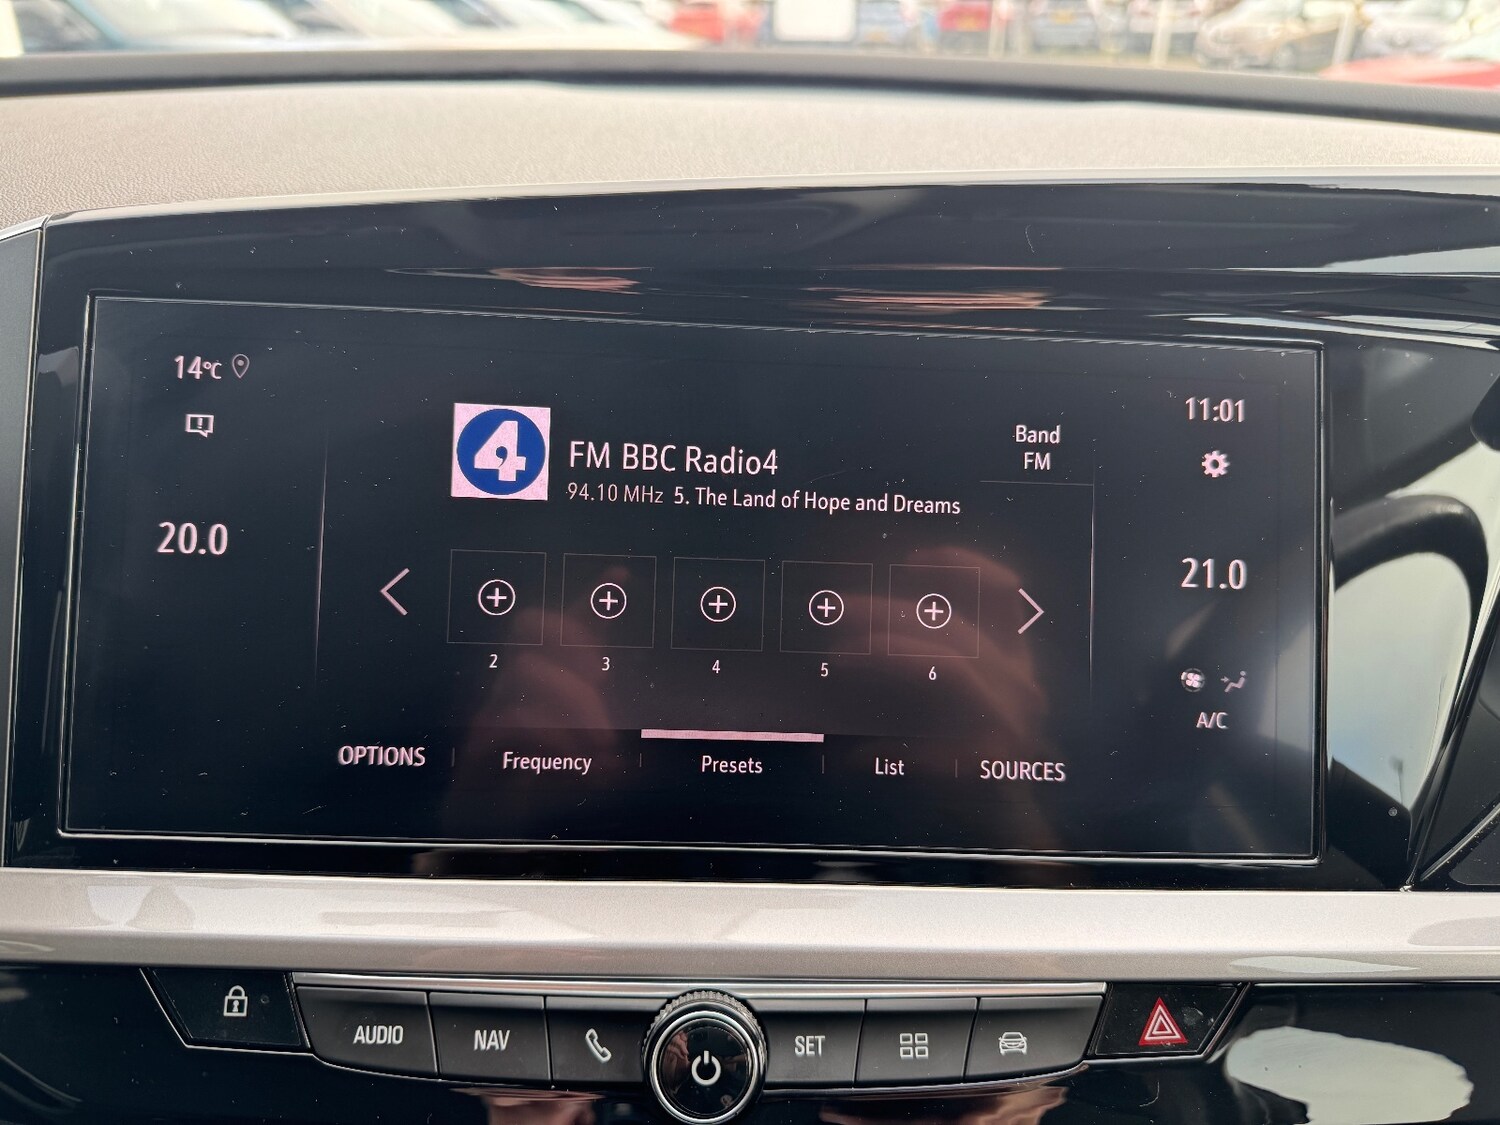 14°C
20.0
4
FM BBC Radio4
94.10 MHz 5. The Land of Hope and Dreams
Band
FM
11:01
21.0
A/C
2 3 4 5 6
OPTIONS Frequency Presets List SOURCES
AUDIO NAV SET